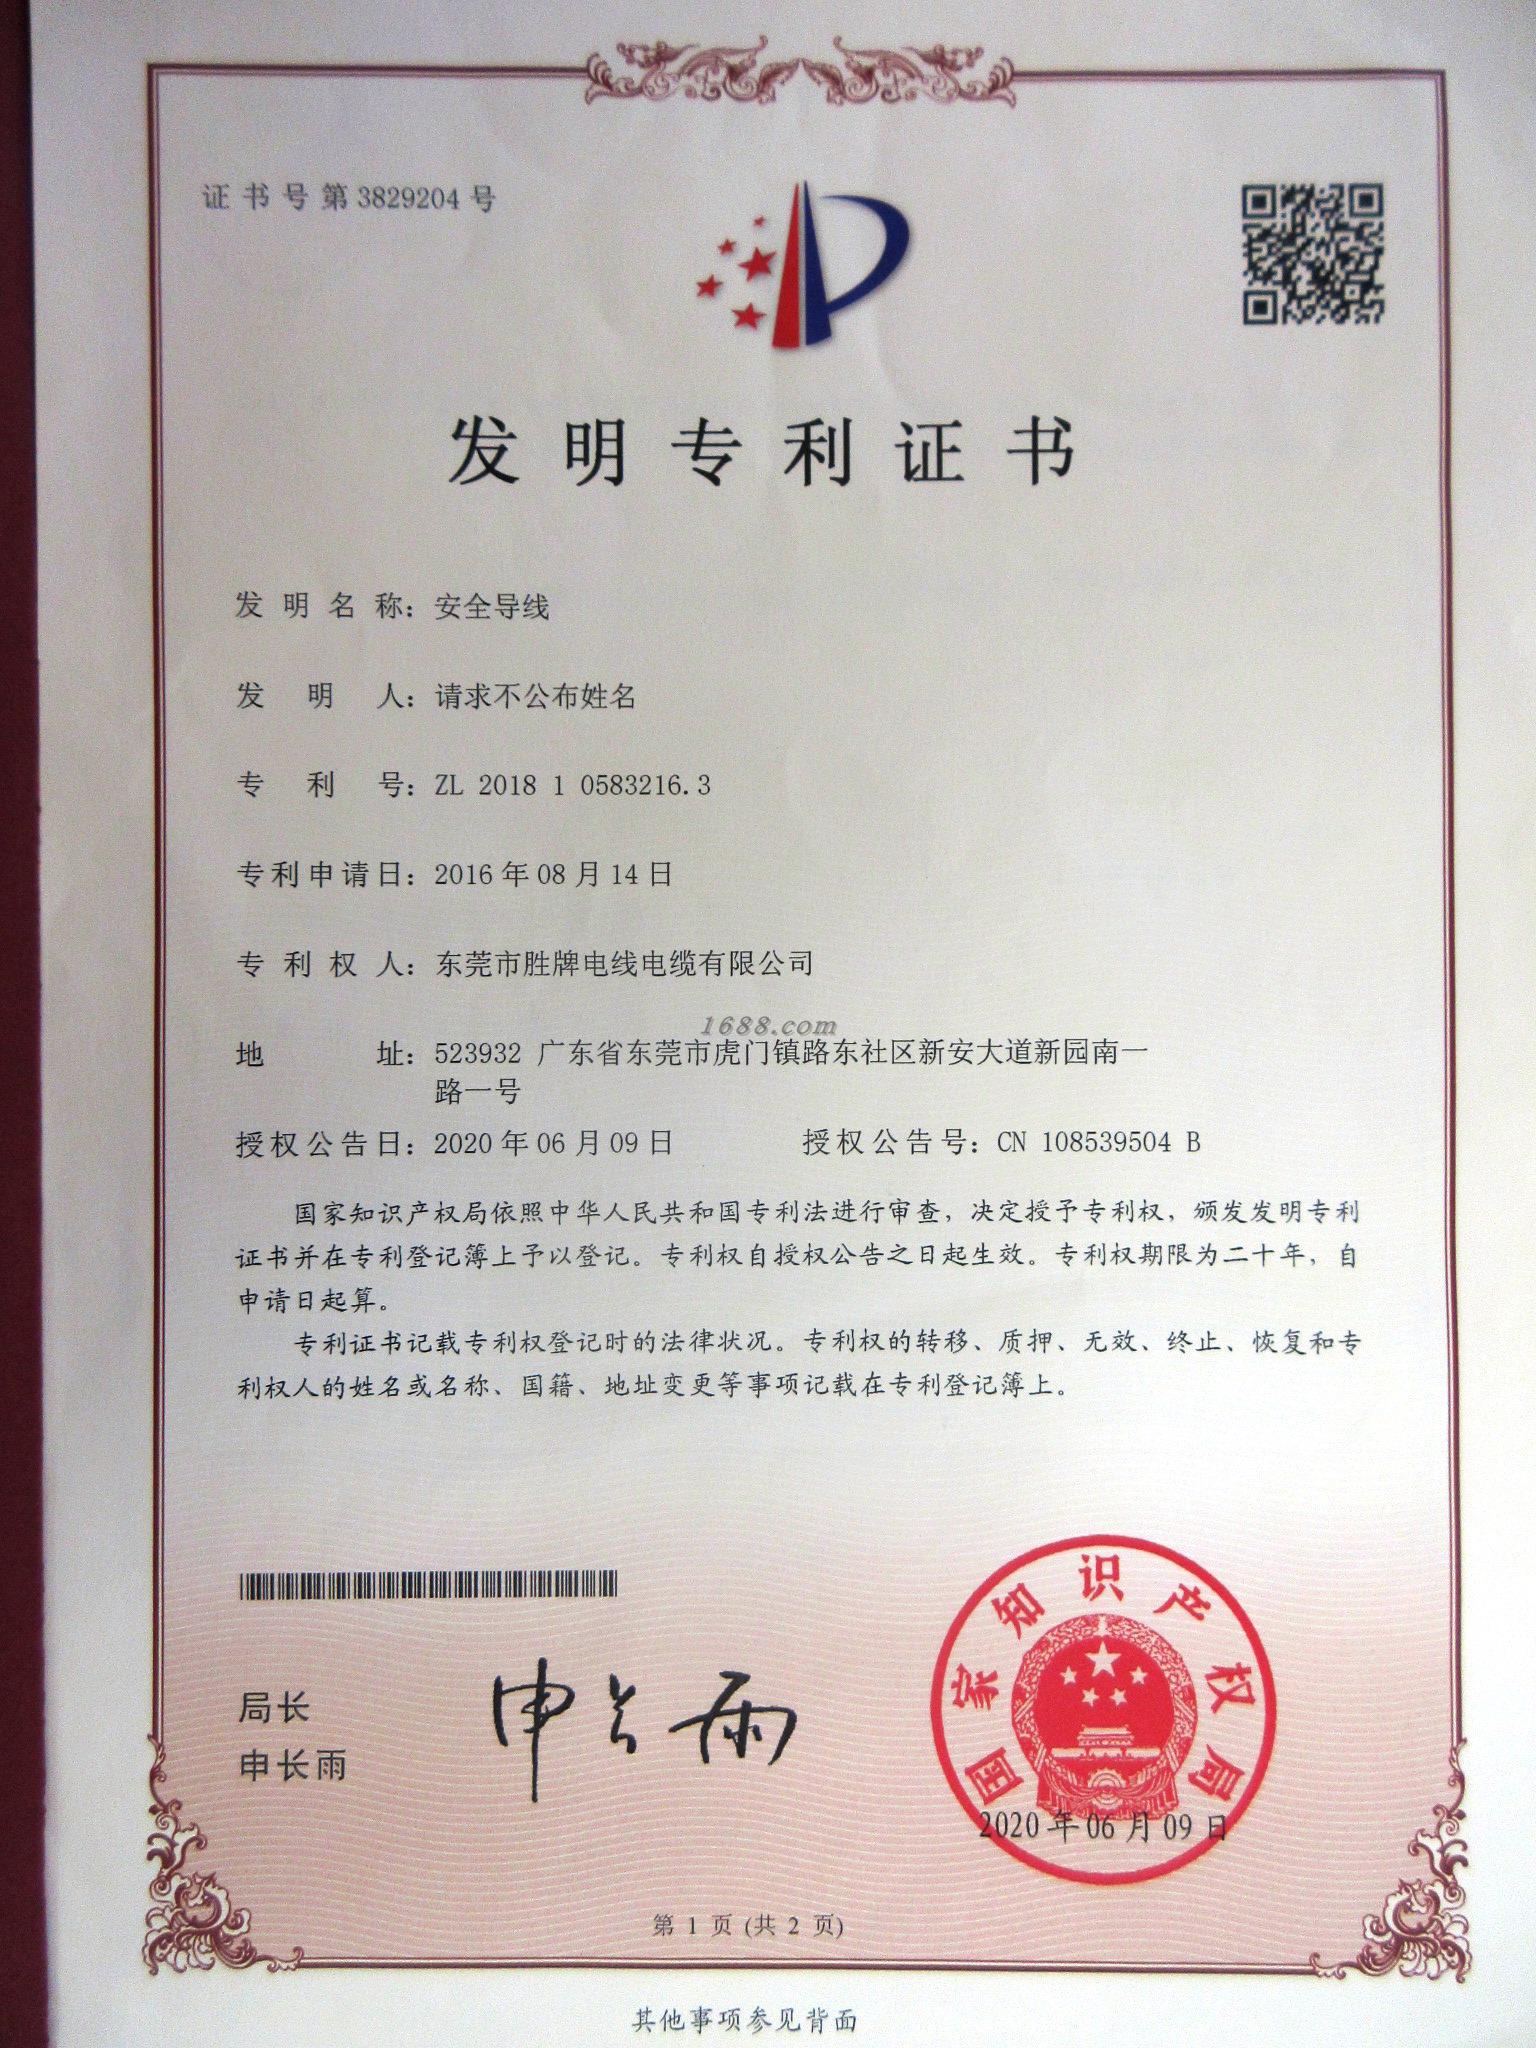 证书号第3829204号
发明专利证书
发明名称：安全导线
发明人：请求不公布姓名
专利号：ZL 2018 1 0583216.3
专利申请日：2016年08月14日
专利权人：东莞市胜牌电线电缆有限公司
1688.com
地址：523932 广东省东莞市虎门镇路东社区新安大道新园南一
路一号
授权公告日：2020年06月09日 授权公告号：CN 108539504 B
国家知识产权局依照中华人民共和国专利法进行审查，决定授予专利权，颁发发明专利
证书并在专利登记簿上予以登记。专利权自授权公告之日起生效。专利权期限为二十年，自
申请日起算。
专利证书记载专利权登记时的法律状况。专利权的转移、质押、无效、终止、恢复和专
利权人的姓名或名称、国籍、地址变更等事项记载在专利登记簿上。
局长
申长雨
申长雨
国家知识产权局
2020年06月09日
第 1 页 (共 2 页)
其他事项参见背面